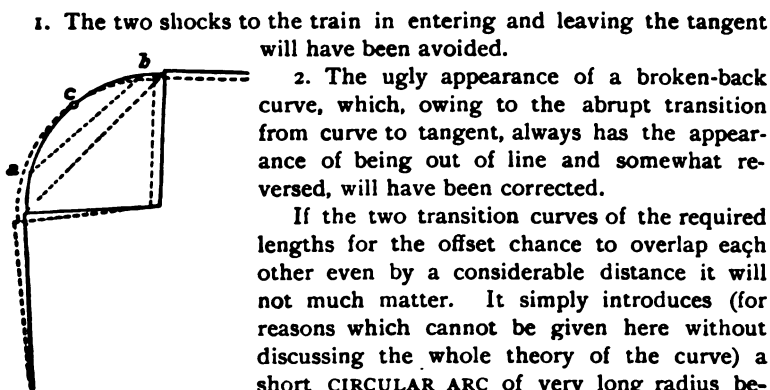 1. The two shocks to the train in entering and leaving the tangent
will have been avoided.
2. The ugly appearance of a broken-back
curve, which, owing to the abrupt transition
from curve to tangent, always has the appear-
ance of being out of line and somewhat re-
versed, will have been corrected.
If the two transition curves of the required
lengths for the offset chance to overlap each
other even by a considerable distance it will
not much matter. It simply introduces (for
reasons which cannot be given here without
discussing the whole theory of the curve) a
short CIRCULAR ARC of very long radius be-
b
c
a